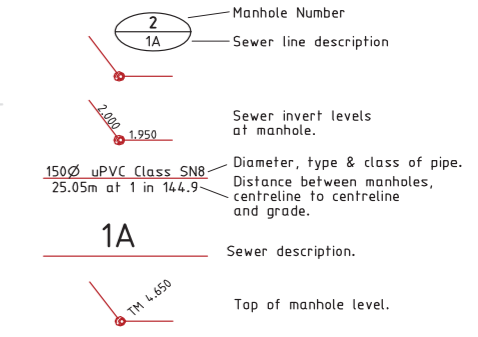 Manhole Number
2
1A
Sewer line description
2.000
1.950
Sewer invert levels
at manhole.
150Ø uPVC Class SN8
25.05m at 1 in 144.9
Diameter, type & class of pipe.
Distance between manholes,
centreline to centreline
and grade.
1A
Sewer description.
TM 4.650
Top of manhole level.